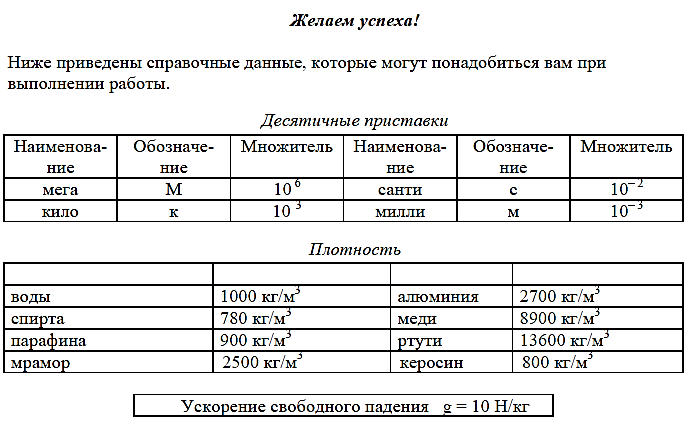 Желаем успеха!
Ниже приведены справочные данные, которые могут понадобиться вам при
выполнении работы.
Десятичные приставки
Наименова-ние Обозначе-ние Множитель Наименова-ние Обозначе-ние Множитель
мега М 10⁶ санти с 10⁻²
кило к 10³ милли м 10⁻³
Плотность
воды 1000 кг/м³ алюминия 2700 кг/м³
спирта 780 кг/м³ меди 8900 кг/м³
парафина 900 кг/м³ ртути 13600 кг/м³
мрамор 2500 кг/м³ керосин 800 кг/м³
Ускорение свободного падения g = 10 Н/кг